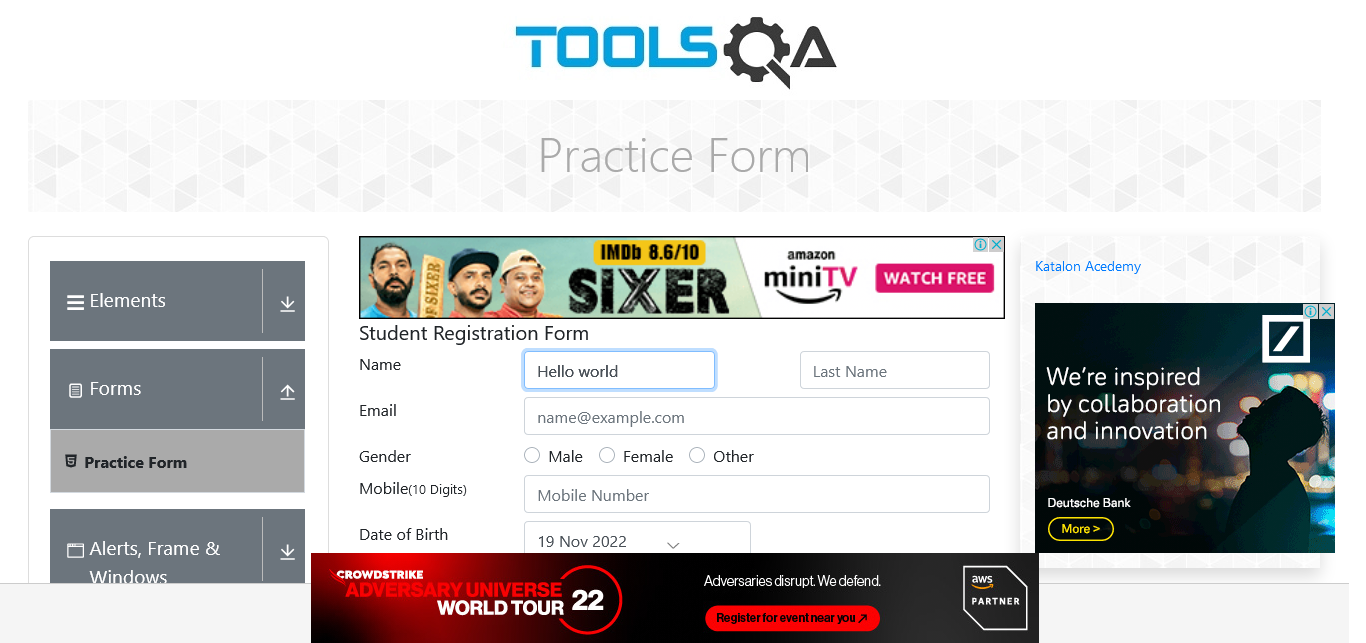 TOOLSQA
Practice Form
Elements
Forms
Practice Form
Alerts, Frame &
Windows
OF SIXER
IMDb 8.6/10
SIXER
amazon
miniTV
WATCH FREE
Student Registration Form
Name
Hello world
Last Name
Email
name@example.com
Gender
Male
Female
Other
Mobile(10 Digits)
Mobile Number
Date of Birth
19 Nov 2022
Katalon Acedemy
We're inspired
by collaboration
and innovation
Deutsche Bank
More >
CROWDSTRIKE
ADVERSARY UNIVERSE
WORLD TOUR 22
Adversaries disrupt. We defend.
Register for event near you
aws
PARTNER